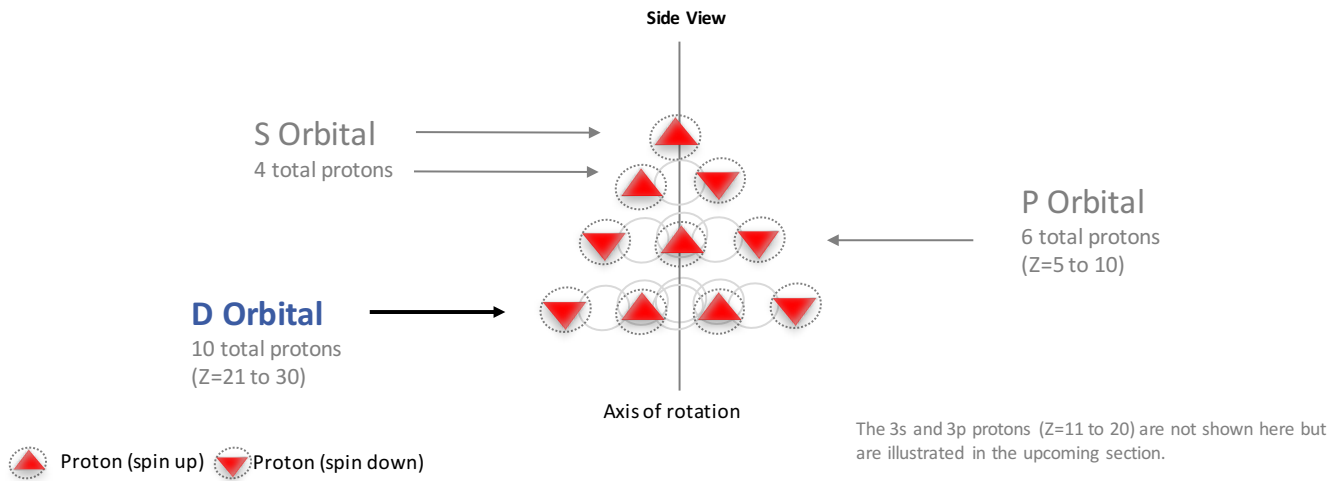 Side View
S Orbital
4 total protons
P Orbital
6 total protons
(Z=5 to 10)
D Orbital
10 total protons
(Z=21 to 30)
Axis of rotation
The 3s and 3p protons (Z=11 to 20) are not shown here but
are illustrated in the upcoming section.
Proton (spin up) Proton (spin down)